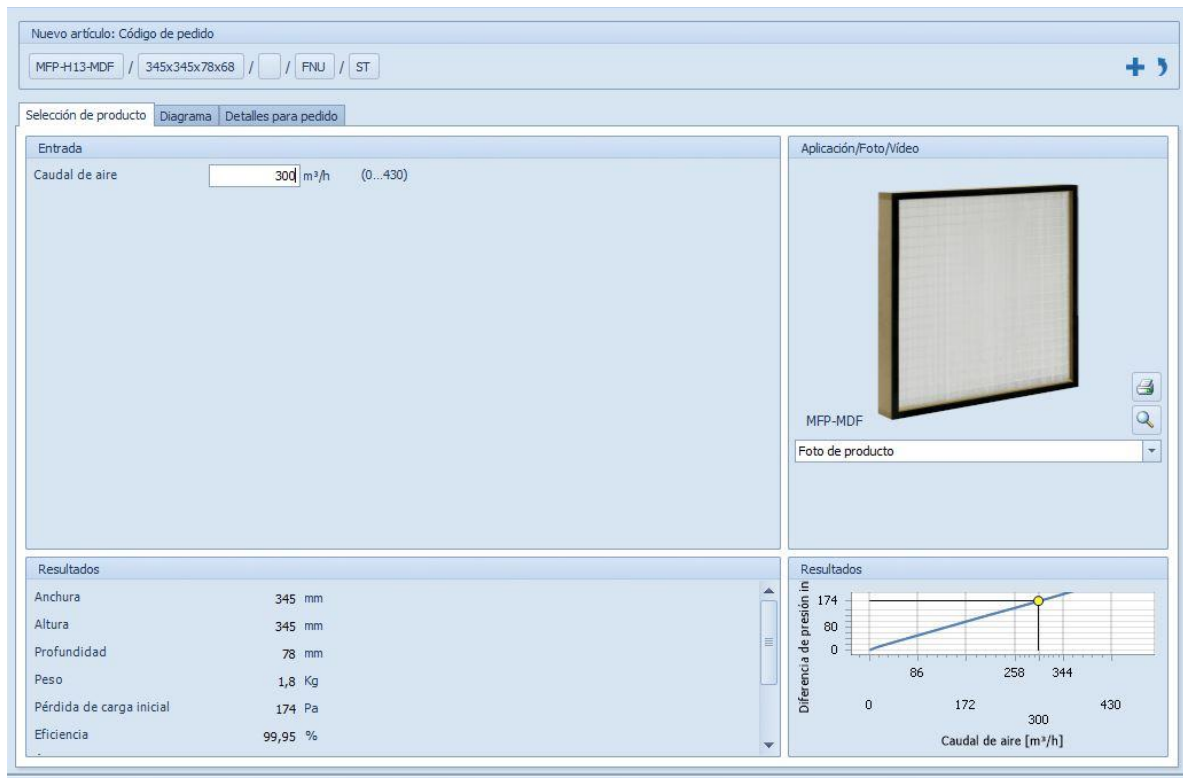 Nuevo artículo: Código de pedido
MFP-H13-MDF / 345x345x78x68 / / FNU / ST
Selección de producto Diagrama Detalles para pedido
Entrada
Caudal de aire 300 m³/h (0...430)
Aplicación/Foto/Vídeo
MFP-MDF
Foto de producto
Resultados
Anchura 345 mm
Altura 345 mm
Profundidad 78 mm
Peso 1,8 Kg
Pérdida de carga inicial 174 Pa
Eficiencia 99,95 %
Resultados
Diferencia de presión in
174
80
0
86 258 344
0 172 430
300
Caudal de aire [m³/h]